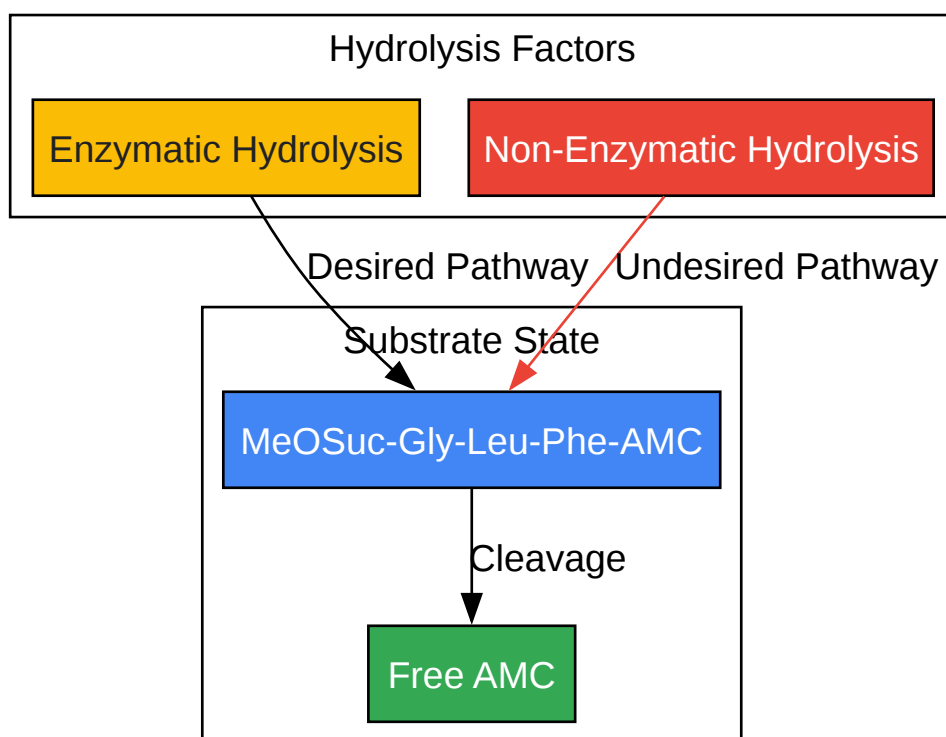 Hydrolysis Factors
Enzymatic Hydrolysis
Non-Enzymatic Hydrolysis
Desired Pathway
Undesired Pathway
Substrate State
MeOSuc-Gly-Leu-Phe-AMC
Cleavage
Free AMC